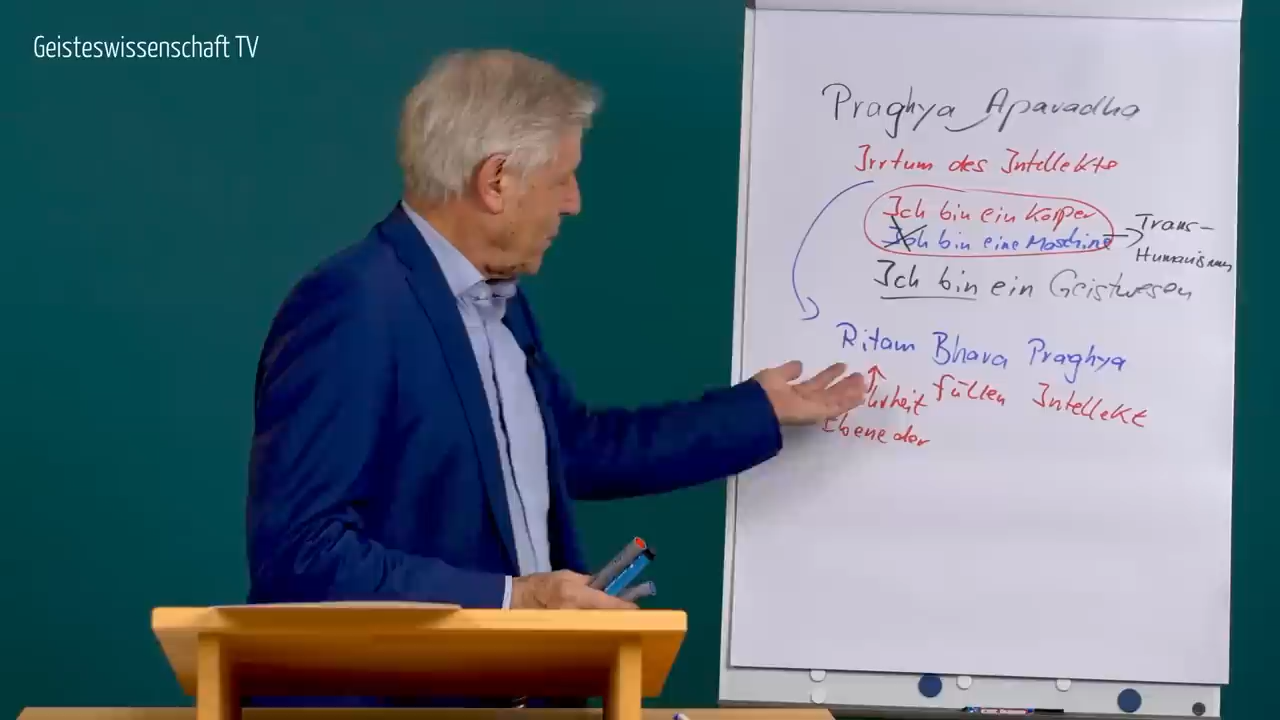 Geisteswissenschaft TV
Praghya Aparadha
Irrtum des Intellekts
Ich bin ein Körper
Ich bin eine Maschine → Trans-
Humanismus
Ich bin ein Geistwesen
Ritam Bhara Praghya
füllen Intellekt
Ebene der